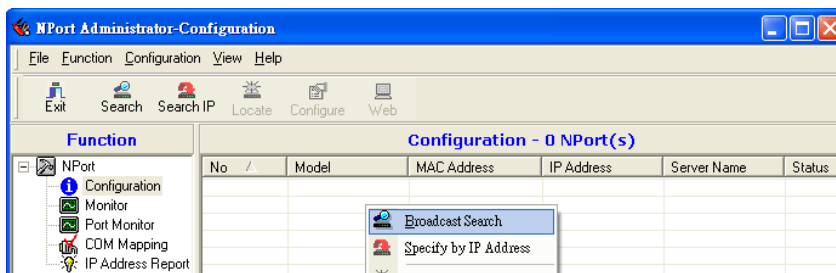 NPort Administrator-Configuration
File Function Configuration View Help
Exit Search Search IP Locate Configure Web
Function
Configuration - 0 NPort(s)
No Model MAC Address IP Address Server Name Status
NPort
Configuration
Monitor
Port Monitor
COM Mapping
IP Address Report
Broadcast Search
Specify by IP Address